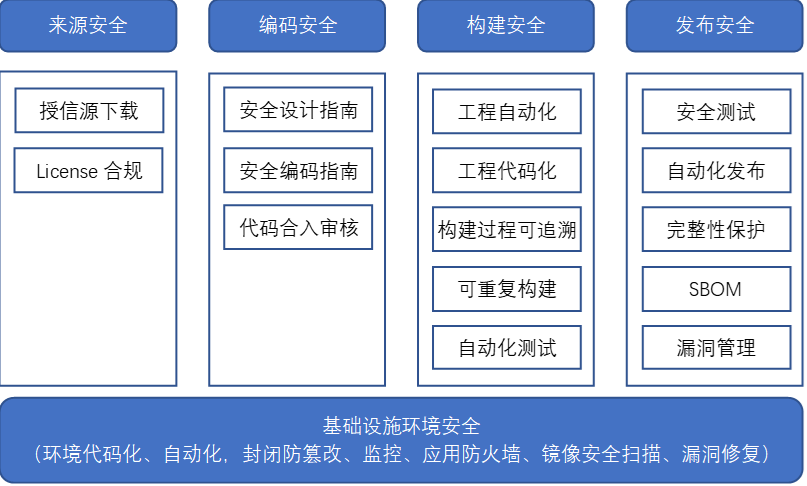 来源安全
授信源下载
License 合规
编码安全
安全设计指南
安全编码指南
代码合入审核
构建安全
工程自动化
工程代码化
构建过程可追溯
可重复构建
自动化测试
发布安全
安全测试
自动化发布
完整性保护
SBOM
漏洞管理
基础设施环境安全
（环境代码化、自动化，封闭防篡改、监控、应用防火墙、镜像安全扫描、漏洞修复）